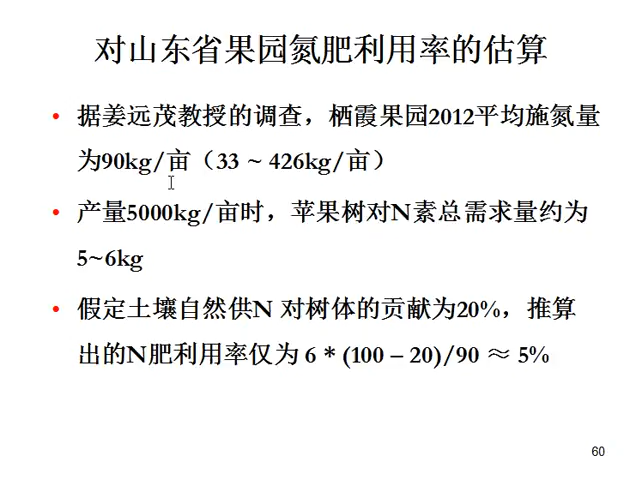 对山东省果园氮肥利用率的估算
• 据姜远茂教授的调查，栖霞果园2012平均施氮量
为90kg/亩（33 ~ 426kg/亩）
• 产量5000kg/亩时，苹果树对N素总需求量约为
5~6kg
• 假定土壤自然供N 对树体的贡献为20%，推算
出的N肥利用率仅为 6 * (100 – 20)/90 ≈ 5%
60